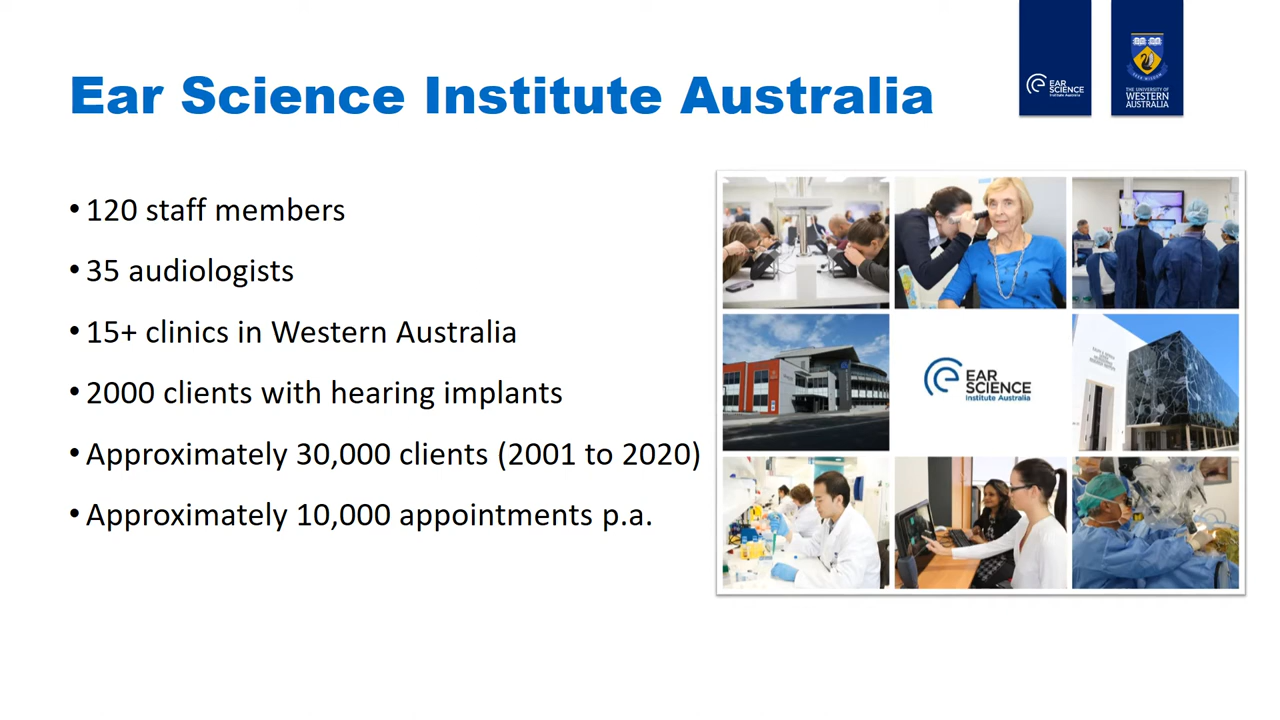 Ear Science Institute Australia
EAR
SCIENCE
Institute Australia
THE UNIVERSITY OF
WESTERN
AUSTRALIA
• 120 staff members
• 35 audiologists
• 15+ clinics in Western Australia
• 2000 clients with hearing implants
• Approximately 30,000 clients (2001 to 2020)
• Approximately 10,000 appointments p.a.
EAR
SCIENCE
Institute Australia